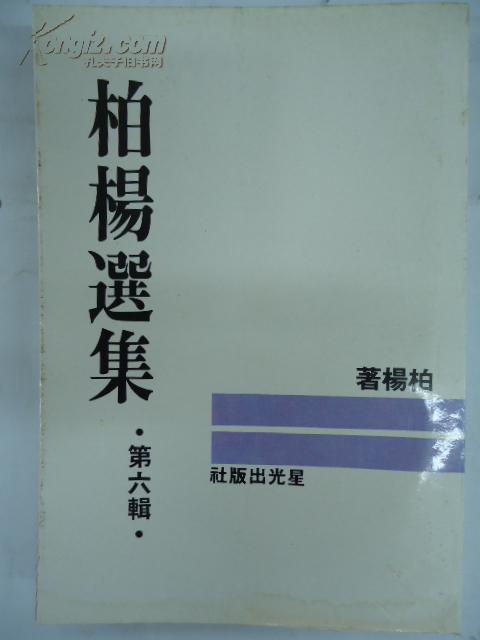 Kongfz.com
孔夫子旧书网
柏楊選集
·第六輯·
柏楊著
星光出版社